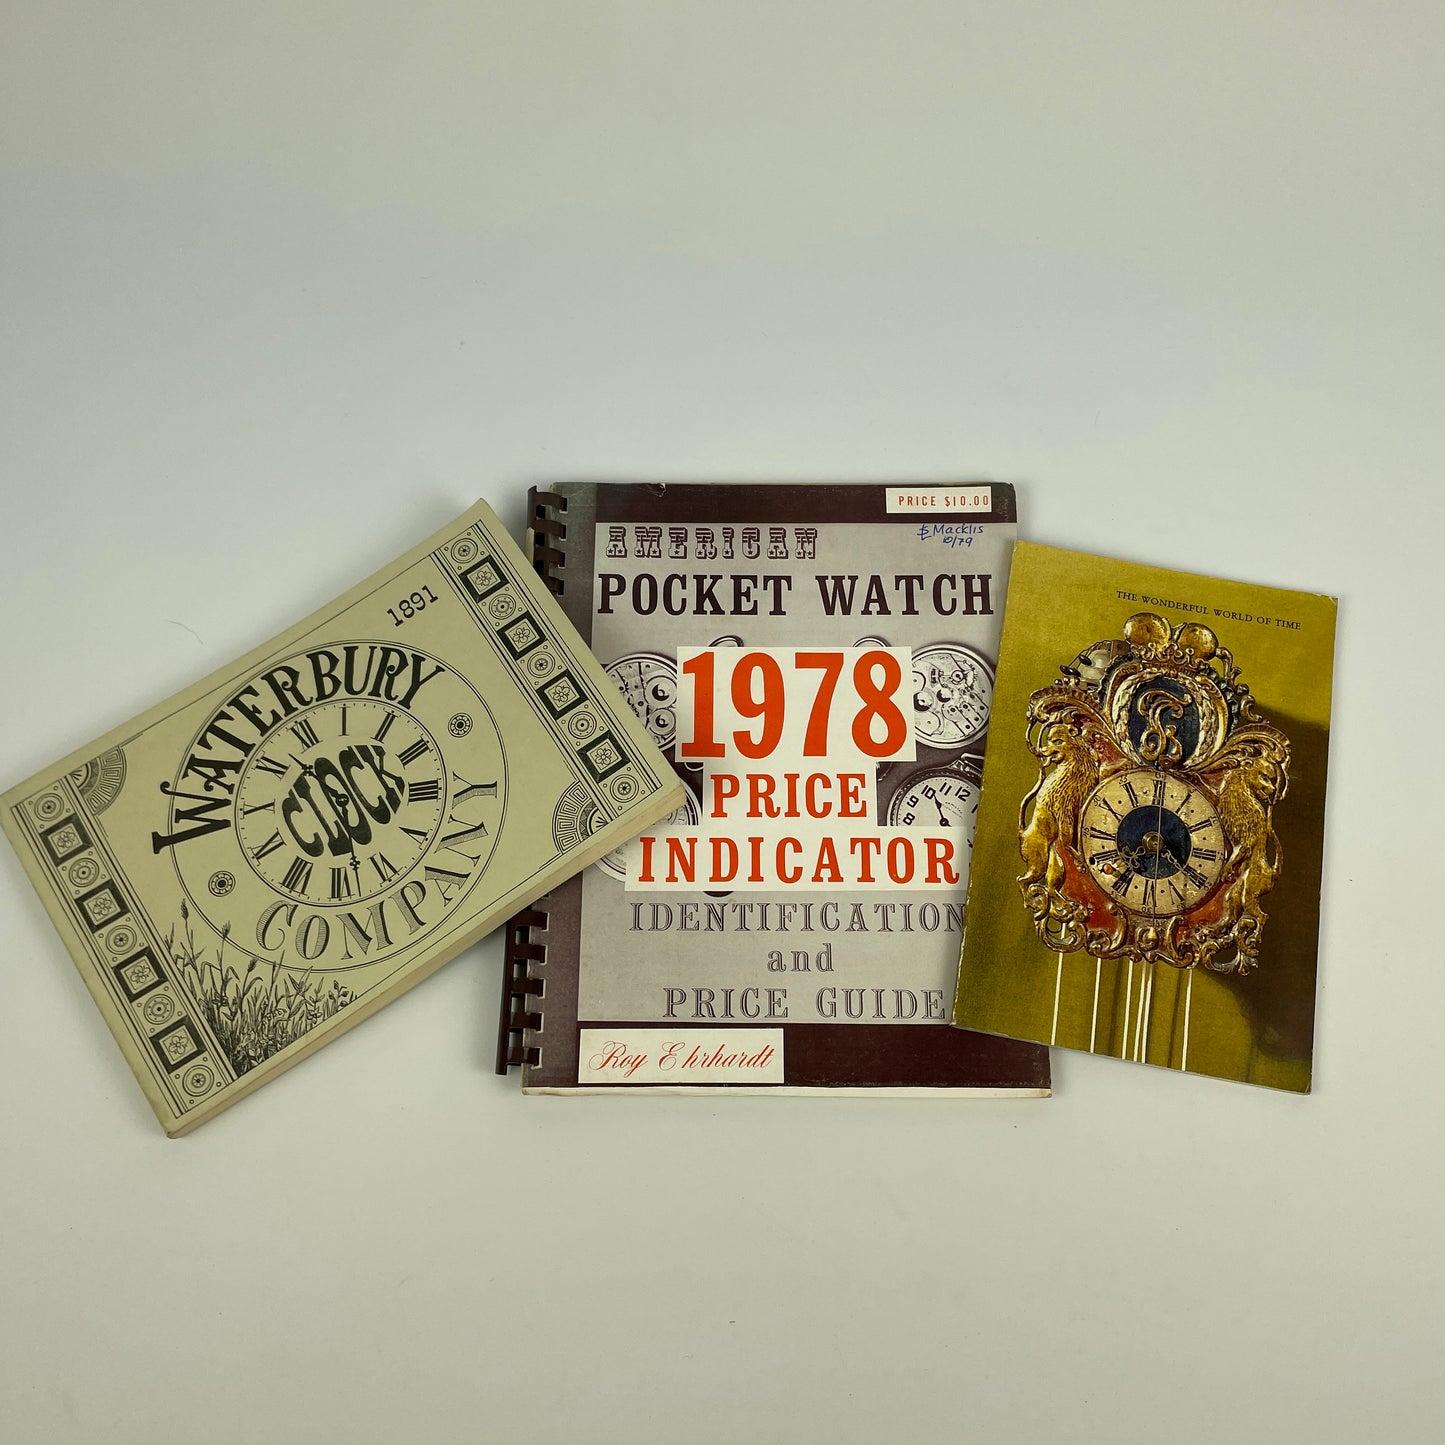 1891
WATERBURY
CLOCK
COMPANY
PRICE $10.00
Macklis
10/79
AMERICAN
POCKET WATCH
1978
PRICE
INDICATOR
IDENTIFICATION
and
PRICE GUIDE
Roy Ehrhardt
THE WONDERFUL WORLD OF TIME